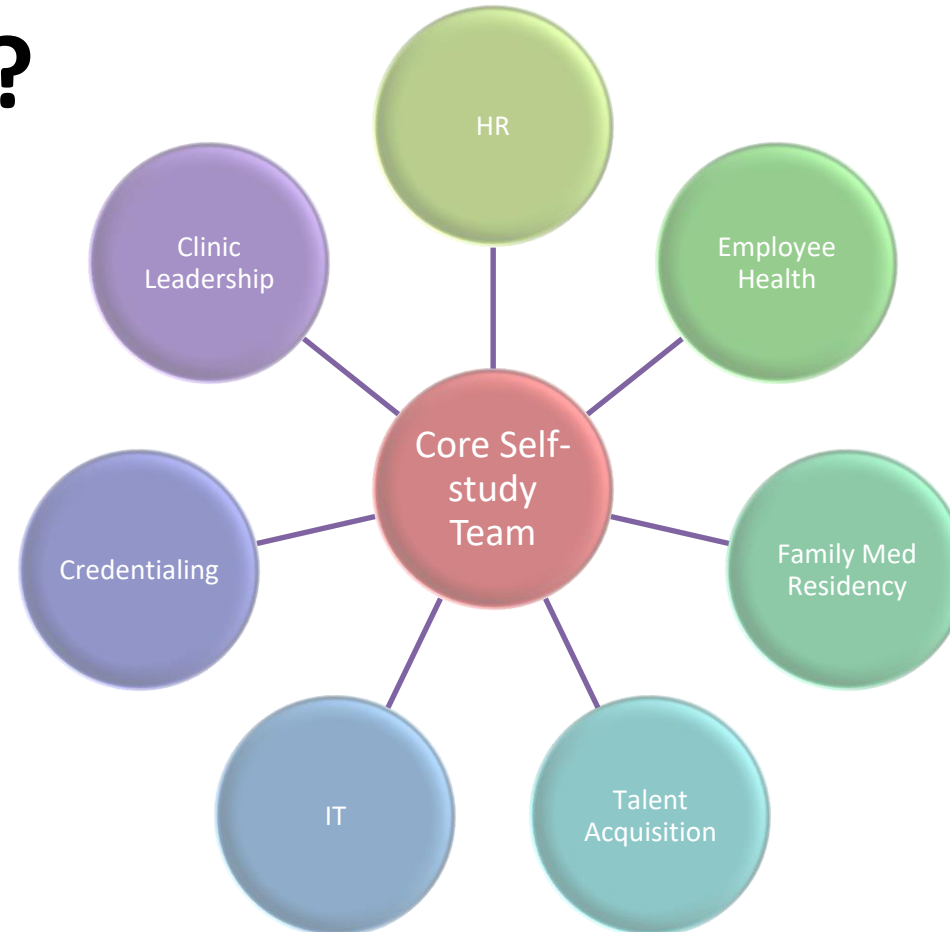 ?
HR
Clinic
Leadership
Employee
Health
Core Self-
study
Team
Credentialing
Family Med
Residency
IT
Talent
Acquisition